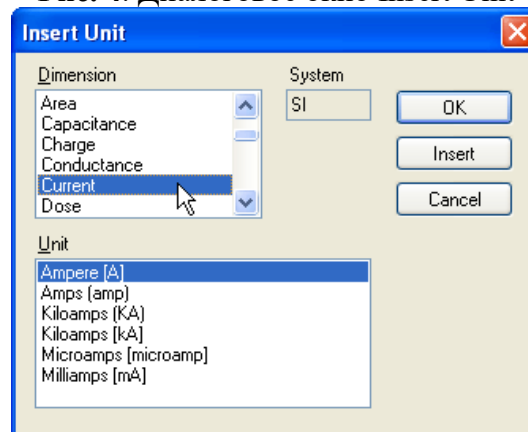 Insert Unit
Dimension
System
Area
Capacitance
Charge
Conductance
Current
Dose
SI
OK
Insert
Cancel
Unit
Ampere [A]
Amps (amp)
Kiloamps (KA)
Kiloamps [kA]
Microamps [microamp]
Milliamps [mA]